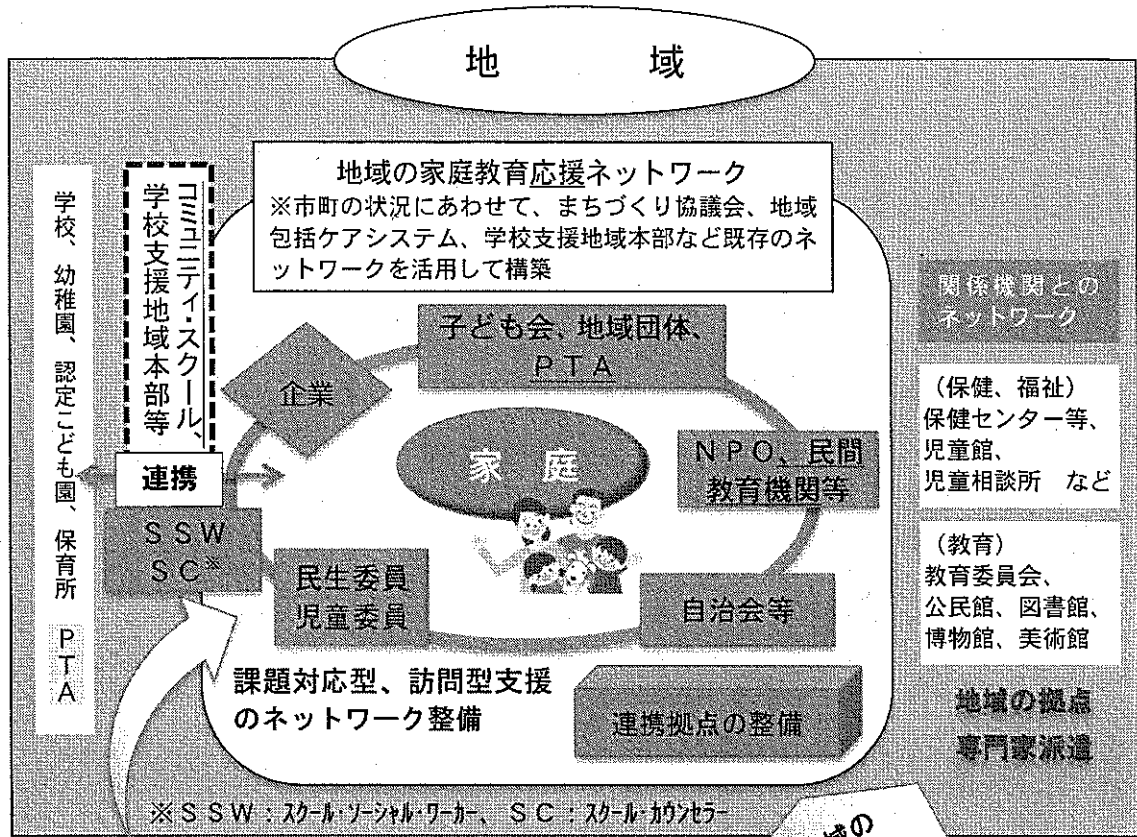 地　域
地域の家庭教育応援ネットワーク
※市町の状況にあわせて、まちづくり協議会、地域
包括ケアシステム、学校支援地域本部など既存のネ
ットワークを活用して構築
学校、幼稚園、認定こども園、保育所　ＰＴＡ
コミュニティ・スクール、
学校支援地域本部等
連携
ＳＳＷ
ＳＣ※
企業
子ども会、地域団体、
ＰＴＡ
家　庭
ＮＰＯ、民間
教育機関等
民生委員
児童委員
自治会等
課題対応型、訪問型支援
のネットワーク整備
連携拠点の整備
関係機関との
ネットワーク
（保健、福祉）
保健センター等、
児童館、
児童相談所　など
（教育）
教育委員会、
公民館、図書館、
博物館、美術館
地域の拠点
専門家派遣
※ＳＳＷ：スクール・ソーシャル・ワーカー、ＳＣ：スクール・カウンセラー